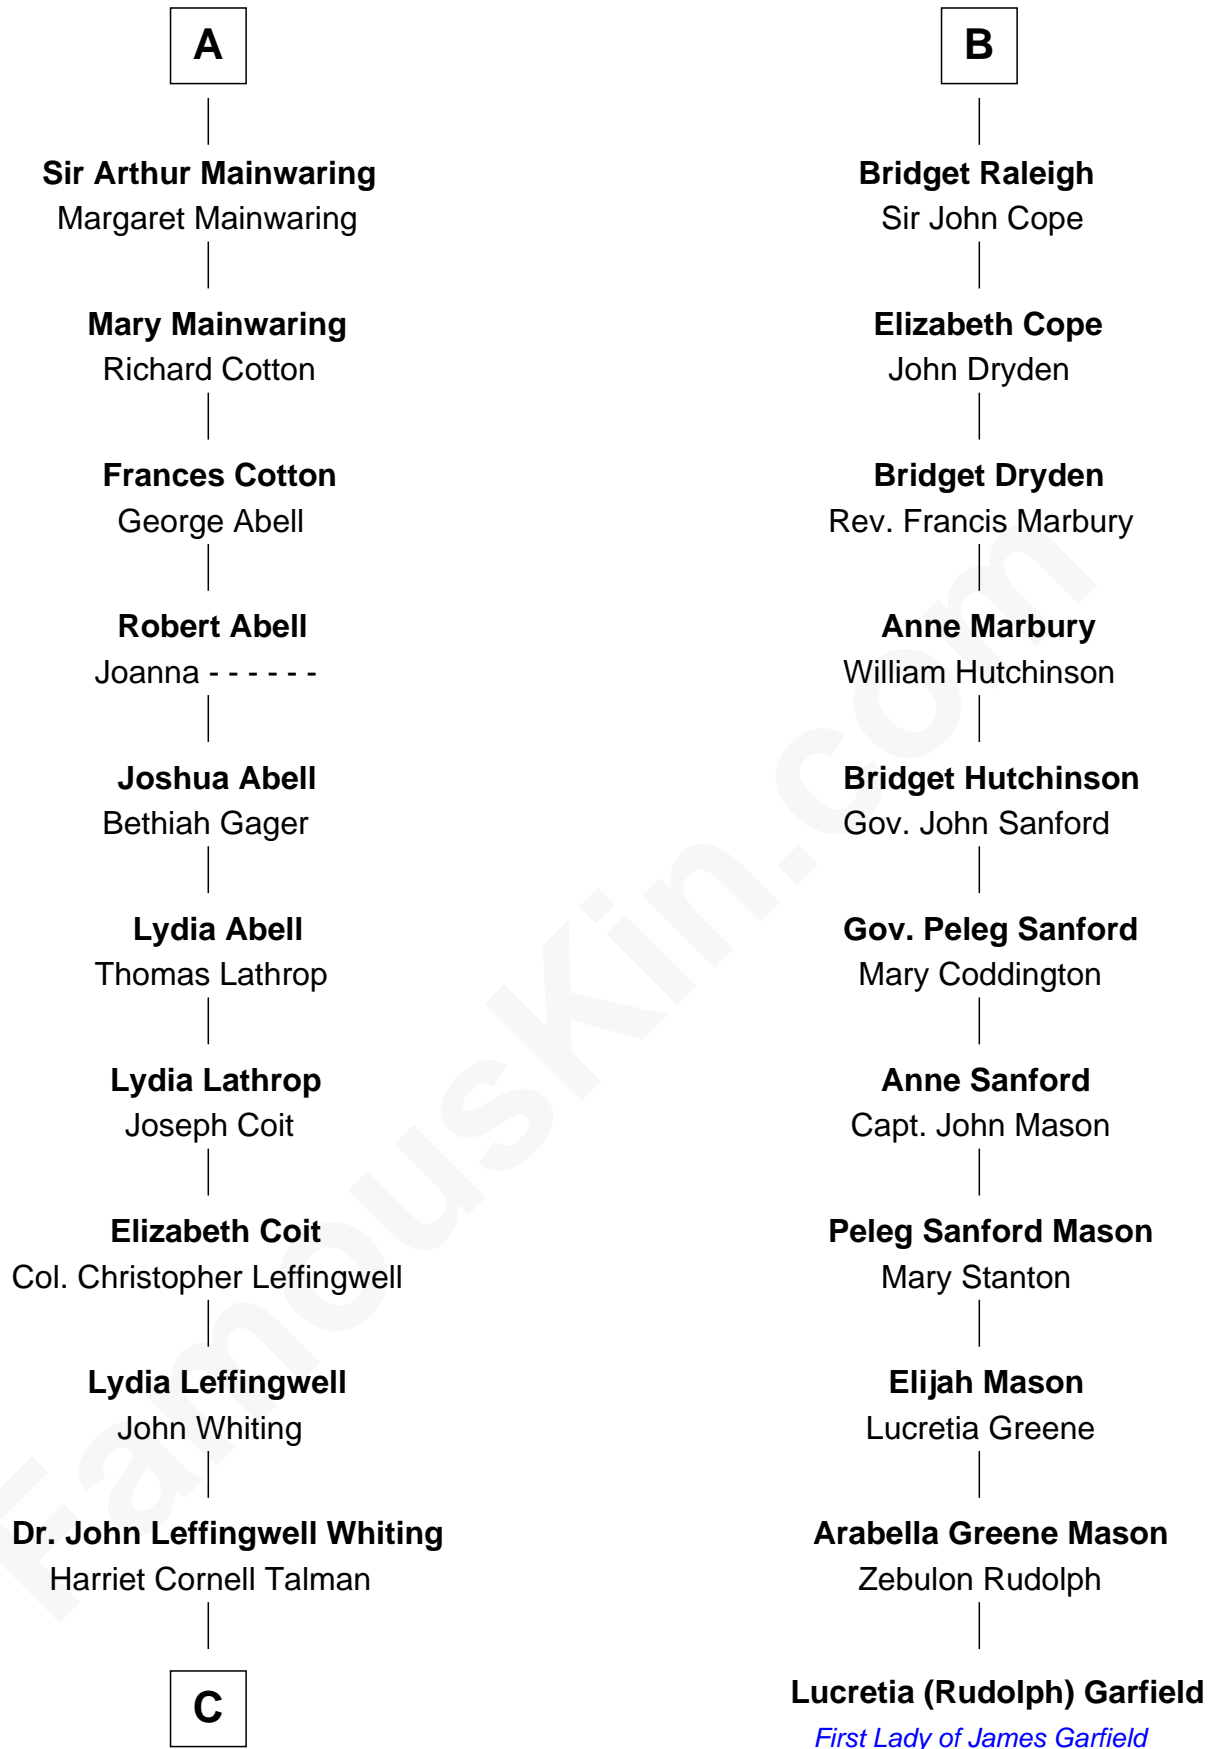 A
Sir Arthur Mainwaring
Margaret Mainwaring
Mary Mainwaring
Richard Cotton
Frances Cotton
George Abell
Robert Abell
Joanna - - - - - -
Joshua Abell
Bethiah Gager
Lydia Abell
Thomas Lathrop
Lydia Lathrop
Joseph Coit
Elizabeth Coit
Col. Christopher Leffingwell
Lydia Leffingwell
John Whiting
Dr. John Leffingwell Whiting
Harriet Cornell Talman
C
B
Bridget Raleigh
Sir John Cope
Elizabeth Cope
John Dryden
Bridget Dryden
Rev. Francis Marbury
Anne Marbury
William Hutchinson
Bridget Hutchinson
Gov. John Sanford
Gov. Peleg Sanford
Mary Coddington
Anne Sanford
Capt. John Mason
Peleg Sanford Mason
Mary Stanton
Elijah Mason
Lucretia Greene
Arabella Greene Mason
Zebulon Rudolph
Lucretia (Rudolph) Garfield
First Lady of James Garfield
FamousKin.com